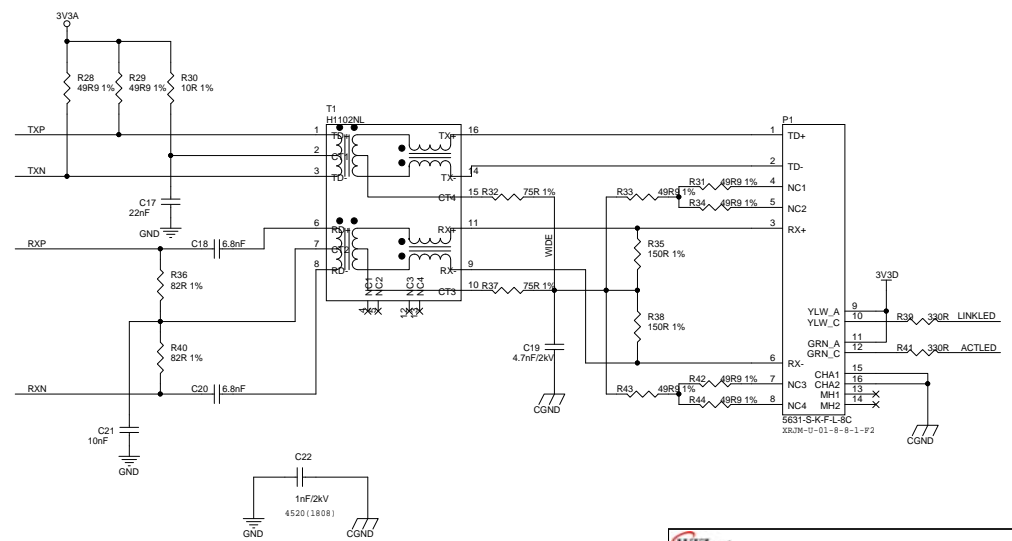 3V3A
R28
49R9 1%
R29
49R9 1%
R30
10R 1%
TXP
TXN
C17
22nF
GND
T1
H1102NL
1
TD+
2
CT1
3
TD-
TX+
16
TX-
14
CT4
15
R32
75R 1%
6
RD+
7
CT2
8
RD-
RX+
11
RX-
9
CT3
10
R37
75R 1%
NC1
NC2
NC3
NC4
4
5
12
13
RXP
C18
6.8nF
R36
82R 1%
R40
82R 1%
RXN
C20
6.8nF
C21
10nF
GND
WIDE
C19
4.7nF/2kV
CGND
R33
49R9 1%
R31
49R9 1%
R34
49R9 1%
R35
150R 1%
R38
150R 1%
R43
49R9 1%
R42
49R9 1%
R44
49R9 1%
P1
1
TD+
2
TD-
4
NC1
5
NC2
3
RX+
6
RX-
7
NC3
8
NC4
YLW_A
9
YLW_C
10
GRN_A
11
GRN_C
12
CHA1
15
CHA2
16
MH1
13
MH2
14
5631-S-K-F-L-8C
XRJM-U-01-8-8-1-F2
3V3D
R39
330R
LINKLED
R41
330R
ACTLED
CGND
C22
1nF/2kV
4520(1808)
GND
CGND